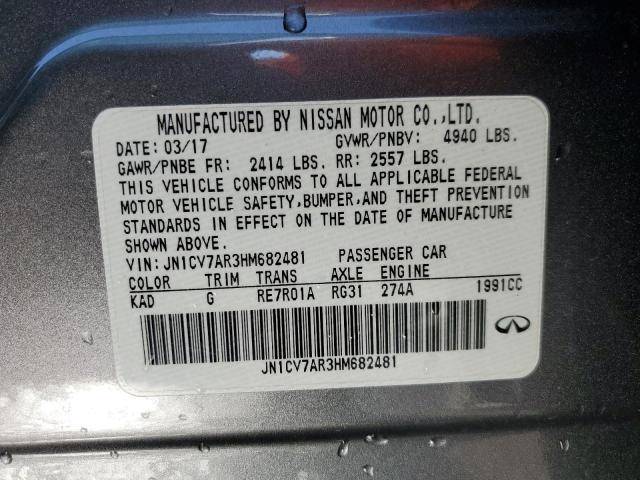 MANUFACTURED BY NISSAN MOTOR CO.,LTD.
DATE: 03/17 GVWR/PNBV: 4940 LBS.
GAWR/PNBE FR: 2414 LBS. RR: 2557 LBS.
THIS VEHICLE CONFORMS TO ALL APPLICABLE FEDERAL
MOTOR VEHICLE SAFETY,BUMPER,AND THEFT PREVENTION
STANDARDS IN EFFECT ON THE DATE OF MANUFACTURE
SHOWN ABOVE.
VIN: JN1CV7AR3HM682481 PASSENGER CAR
COLOR TRIM TRANS AXLE ENGINE
KAD G RE7R01A RG31 274A 1991CC
JN1CV7AR3HM682481